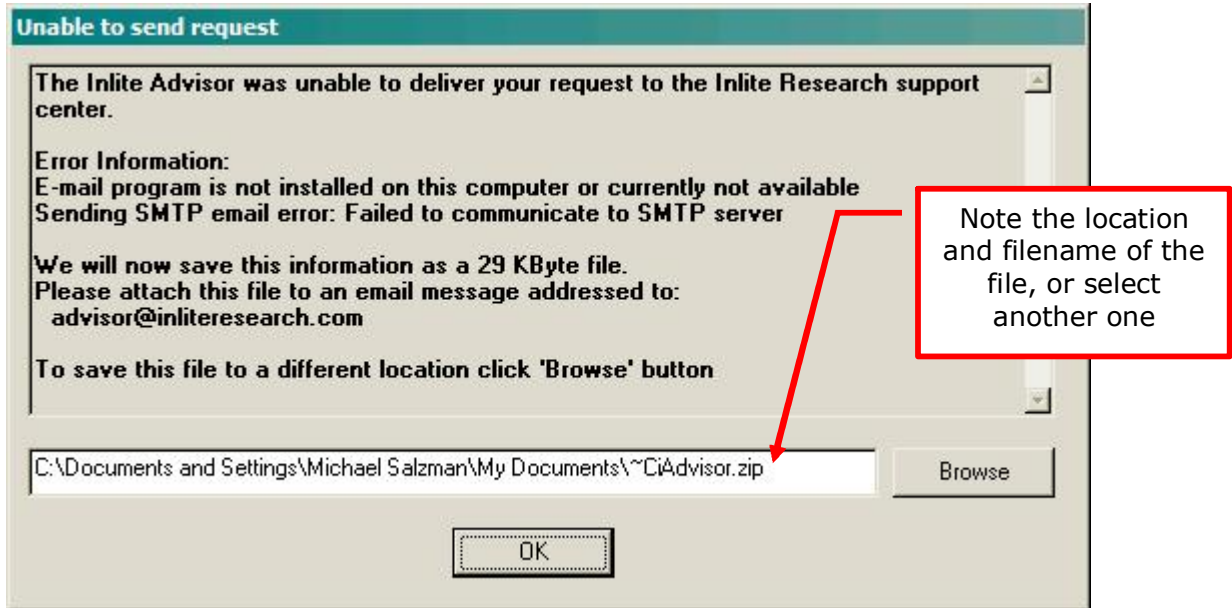 Unable to send request
The Inlite Advisor was unable to deliver your request to the Inlite Research support
center.
Error Information:
E-mail program is not installed on this computer or currently not available
Sending SMTP email error: Failed to communicate to SMTP server
We will now save this information as a 29 KByte file.
Please attach this file to an email message addressed to:
advisor@inliteresearch.com
To save this file to a different location click 'Browse' button
Note the location
and filename of the
file, or select
another one
C:\Documents and Settings\Michael Salzman\My Documents\~CiAdvisor.zip
Browse
OK